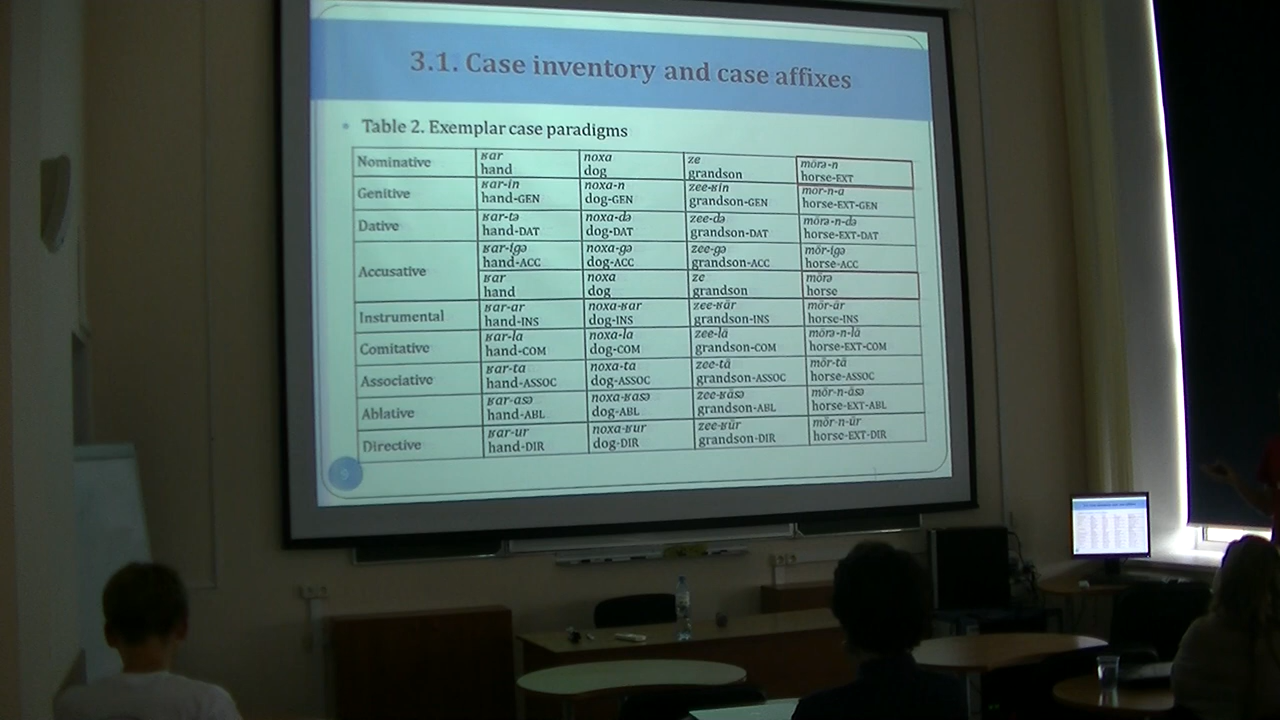 3.1. Case inventory and case affixes
• Table 2. Exemplar case paradigms
Nominative ʁar noxa ze mörə-n
hand dog grandson horse-EXT
Genitive ʁar-in noxa-n zee-ʁin mör-n-ə
hand-GEN dog-GEN grandson-GEN horse-EXT-GEN
Dative ʁar-tə noxa-də zee-də mörə-n-də
hand-DAT dog-DAT grandson-DAT horse-EXT-DAT
Accusative ʁar-igə noxa-gə zee-gə mör-igə
hand-ACC dog-ACC grandson-ACC horse-ACC
ʁar noxa ze mörə
hand dog grandson horse
Instrumental ʁar-ar noxa-ʁar zee-ʁär mör-är
hand-INS dog-INS grandson-INS horse-INS
Comitative ʁar-la noxa-la zee-lä mörə-n-lä
hand-COM dog-COM grandson-COM horse-EXT-COM
Associative ʁar-ta noxa-ta zee-tä mör-tä
hand-ASSOC dog-ASSOC grandson-ASSOC horse-ASSOC
Ablative ʁar-asə noxa-ʁasə zee-ʁäsə mör-n-äsə
hand-ABL dog-ABL grandson-ABL horse-EXT-ABL
Directive ʁar-ur noxa-ʁur zee-ʁür mör-n-ür
hand-DIR dog-DIR grandson-DIR horse-EXT-DIR
9